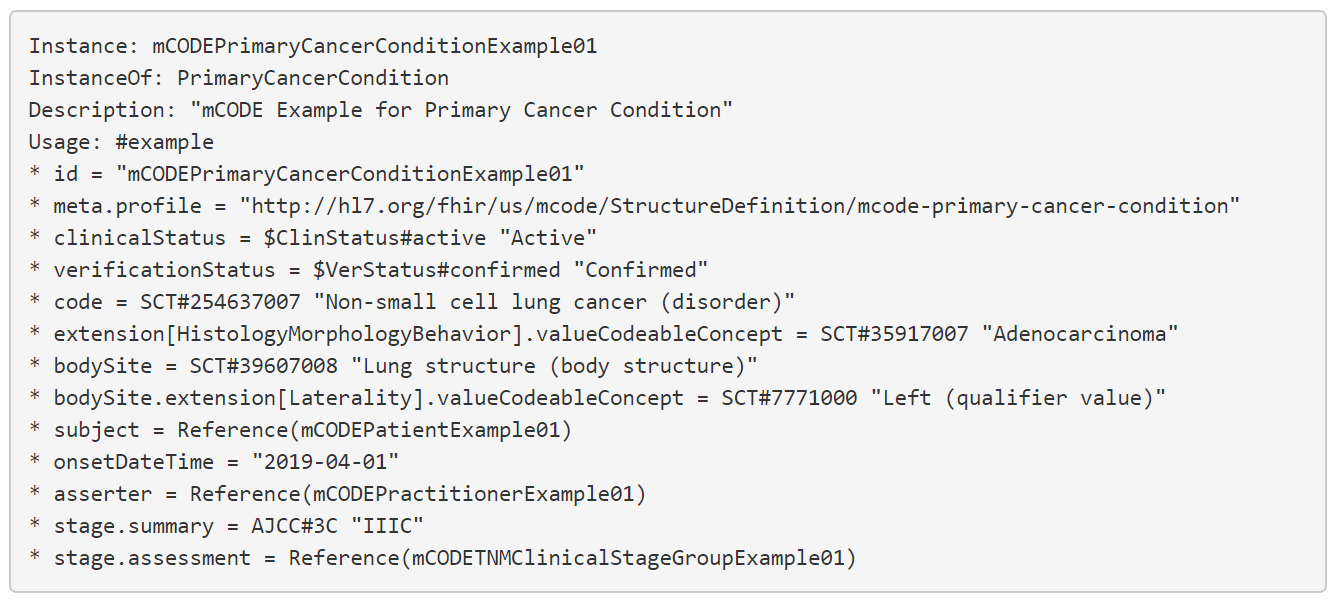 Instance: mCODEPrimaryCancerConditionExample01
InstanceOf: PrimaryCancerCondition
Description: "mCODE Example for Primary Cancer Condition"
Usage: #example
* id = "mCODEPrimaryCancerConditionExample01"
* meta.profile = "http://hl7.org/fhir/us/mcode/StructureDefinition/mcode-primary-cancer-condition"
* clinicalStatus = $ClinStatus#active "Active"
* verificationStatus = $VerStatus#confirmed "Confirmed"
* code = SCT#254637007 "Non-small cell lung cancer (disorder)"
* extension[HistologyMorphologyBehavior].valueCodeableConcept = SCT#35917007 "Adenocarcinoma"
* bodySite = SCT#39607008 "Lung structure (body structure)"
* bodySite.extension[Laterality].valueCodeableConcept = SCT#7771000 "Left (qualifier value)"
* subject = Reference(mCODEPatientExample01)
* onsetDateTime = "2019-04-01"
* asserter = Reference(mCODEPractitionerExample01)
* stage.summary = AJCC#3C "IIIC"
* stage.assessment = Reference(mCODETNMClinicalStageGroupExample01)